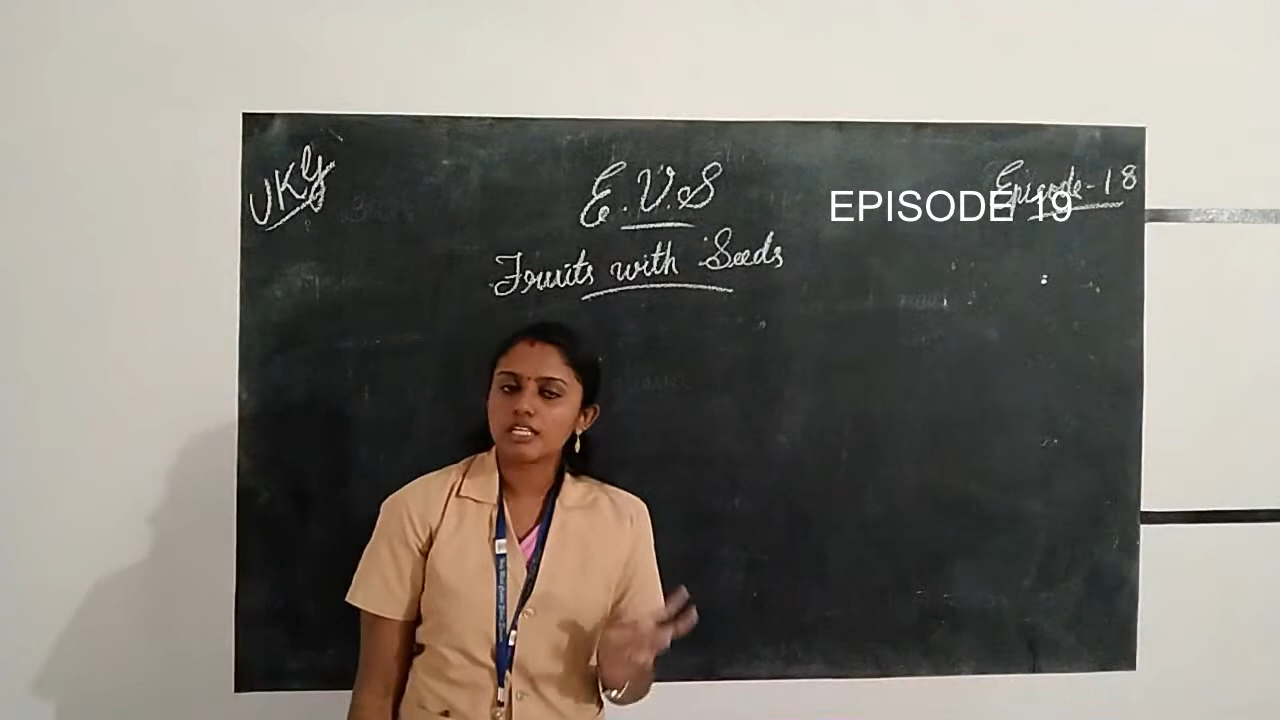 UKG
E.V.S
Episode-18
EPISODE 19
Fruits with Seeds